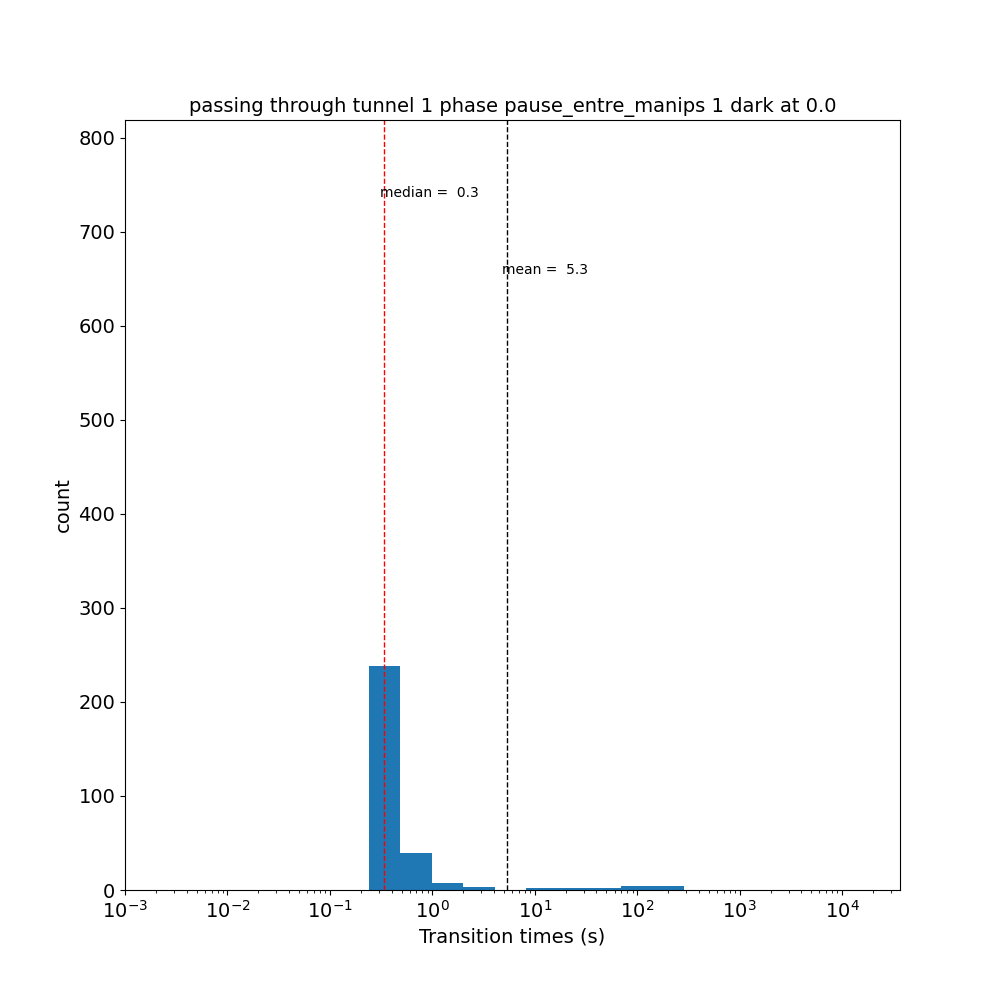 passing through tunnel 1 phase pause_entre_manips 1 dark at 0.0
800
median =  0.3
700
mean =  5.3
600
500
400
count
300
200
100
0
10⁻³ 10⁻² 10⁻¹ 10⁰ 10¹ 10² 10³ 10⁴
Transition times (s)